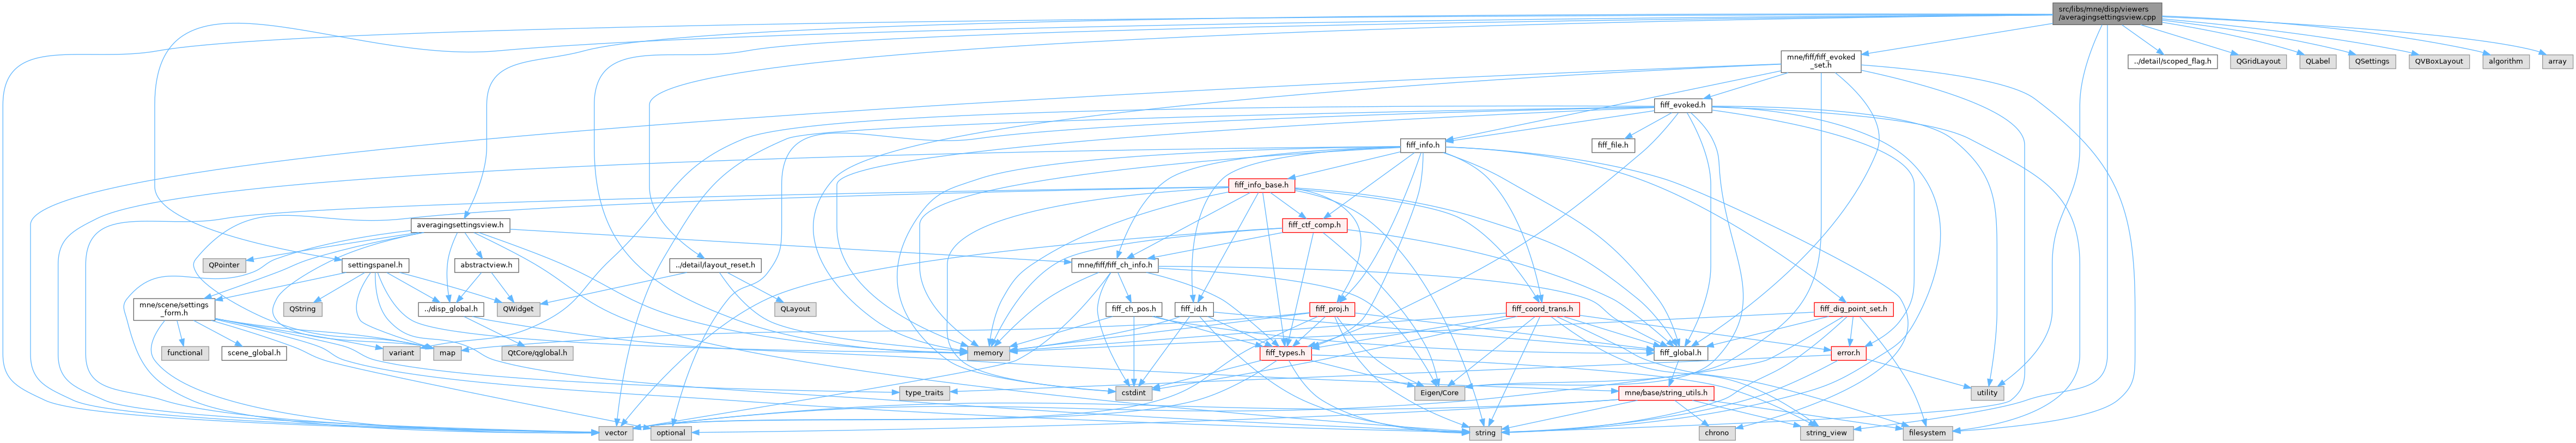 src/libs/mne/disp/viewers
/averagingsettingsview.cpp
mne/fiff/fiff_evoked
_set.h
../detail/scoped_flag.h
QGridLayout
QLabel
QSettings
QVBoxLayout
algorithm
array
fiff_evoked.h
fiff_info.h
fiff_file.h
fiff_info_base.h
averagingsettingsview.h
fiff_ctf_comp.h
QPointer
settingspanel.h
abstractview.h
../detail/layout_reset.h
mne/fiff/fiff_ch_info.h
mne/scene/settings
_form.h
QString
../disp_global.h
QWidget
QLayout
fiff_ch_pos.h
fiff_id.h
fiff_proj.h
fiff_coord_trans.h
fiff_dig_point_set.h
functional
scene_global.h
variant
map
QtCore/qglobal.h
memory
fiff_types.h
fiff_global.h
error.h
type_traits
cstdint
Eigen/Core
mne/base/string_utils.h
utility
vector
optional
string
chrono
string_view
filesystem